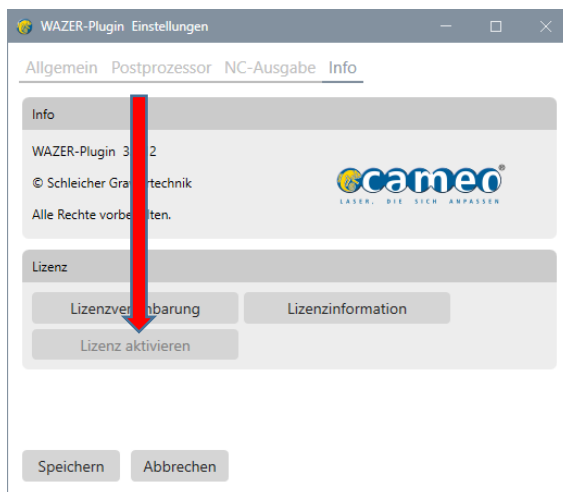 WAZER-Plugin Einstellungen
Allgemein Postprozessor NC-Ausgabe Info
Info
WAZER-Plugin
© Schleicher
cameo®
LASER, DIE SICH ANPASSEN
Alle Rechte
Lizenz
Lizenzvereinbarung Lizenzinformation
Lizenz aktivieren
Speichern Abbrechen